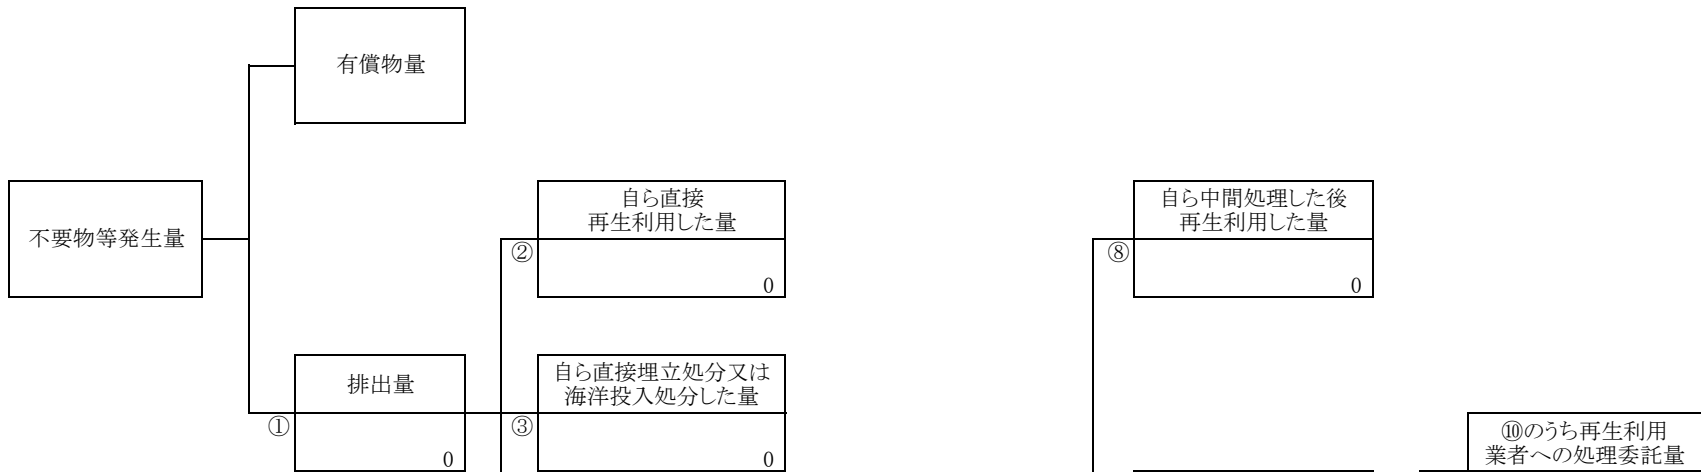 有償物量
不要物等発生量
自ら直接
再生利用した量
②
0
自ら中間処理した後
再生利用した量
⑧
0
排出量
①
0
自ら直接埋立処分又は
海洋投入処分した量
③
0
⑩のうち再生利用
業者への処理委託量